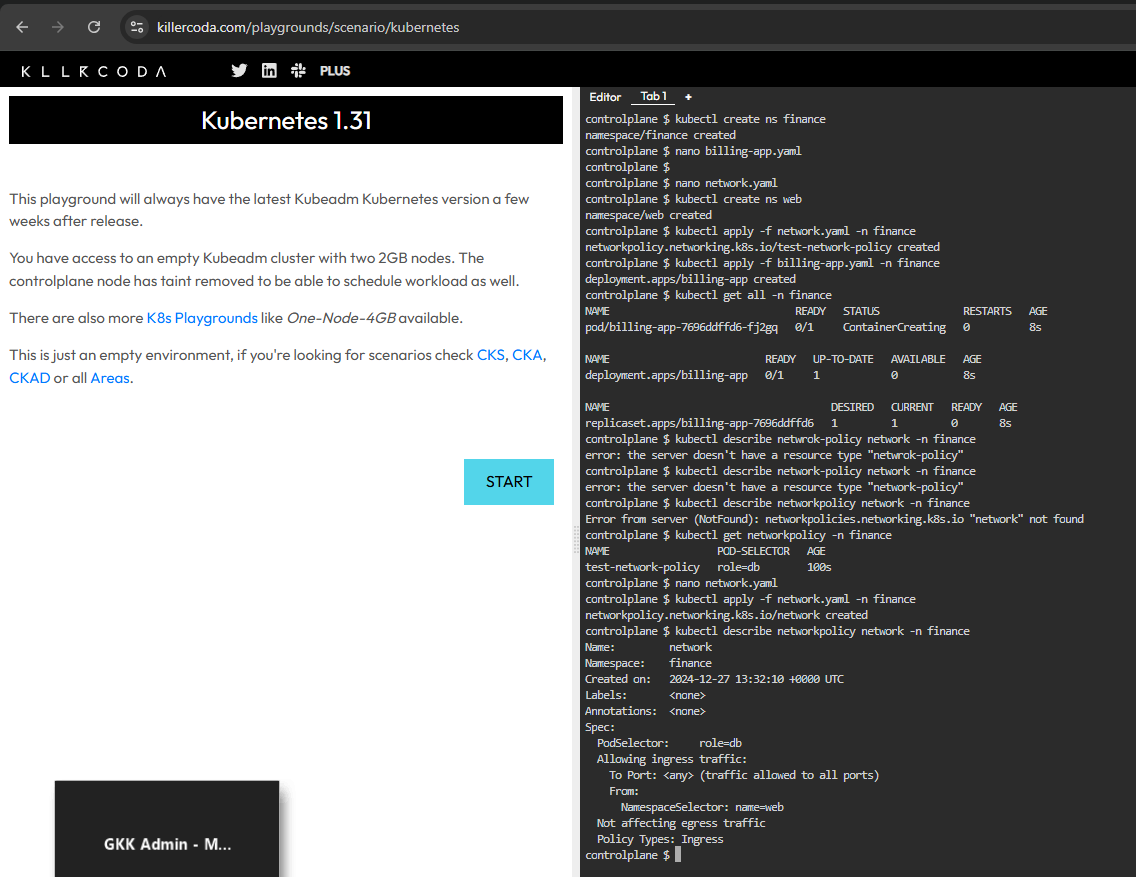 killercoda.com/playgrounds/scenario/kubernetes
KLLRCODA
PLUS
Kubernetes 1.31
This playground will always have the latest Kubeadm Kubernetes version a few
weeks after release.
You have access to an empty Kubeadm cluster with two 2GB nodes. The
controlplane node has taint removed to be able to schedule workload as well.
There are also more K8s Playgrounds like One-Node-4GB available.
This is just an empty environment, if you're looking for scenarios check CKS, CKA,
CKAD or all Areas.
START
GKK Admin - M...
Editor Tab 1 +
controlplane $ kubectl create ns finance
namespace/finance created
controlplane $ nano billing-app.yaml
controlplane $
controlplane $ nano network.yaml
controlplane $ kubectl create ns web
namespace/web created
controlplane $ kubectl apply -f network.yaml -n finance
networkpolicy.networking.k8s.io/test-network-policy created
controlplane $ kubectl apply -f billing-app.yaml -n finance
deployment.apps/billing-app created
controlplane $ kubectl get all -n finance
NAME READY STATUS RESTARTS AGE
pod/billing-app-7696ddffd6-fj2gq 0/1 ContainerCreating 0 8s
NAME READY UP-TO-DATE AVAILABLE AGE
deployment.apps/billing-app 0/1 1 0 8s
NAME DESIRED CURRENT READY AGE
replicaset.apps/billing-app-7696ddffd6 1 1 0 8s
controlplane $ kubectl describe netwrok-policy network -n finance
error: the server doesn't have a resource type "netwrok-policy"
controlplane $ kubectl describe network-policy network -n finance
error: the server doesn't have a resource type "network-policy"
controlplane $ kubectl describe networkpolicy network -n finance
Error from server (NotFound): networkpolicies.networking.k8s.io "network" not found
controlplane $ kubectl get networkpolicy -n finance
NAME POD-SELECTOR AGE
test-network-policy role=db 100s
controlplane $ nano network.yaml
controlplane $ kubectl apply -f network.yaml -n finance
networkpolicy.networking.k8s.io/network created
controlplane $ kubectl describe networkpolicy network -n finance
Name: network
Namespace: finance
Created on: 2024-12-27 13:32:10 +0000 UTC
Labels: <none>
Annotations: <none>
Spec:
PodSelector: role=db
Allowing ingress traffic:
To Port: <any> (traffic allowed to all ports)
From:
NamespaceSelector: name=web
Not affecting egress traffic
Policy Types: Ingress
controlplane $